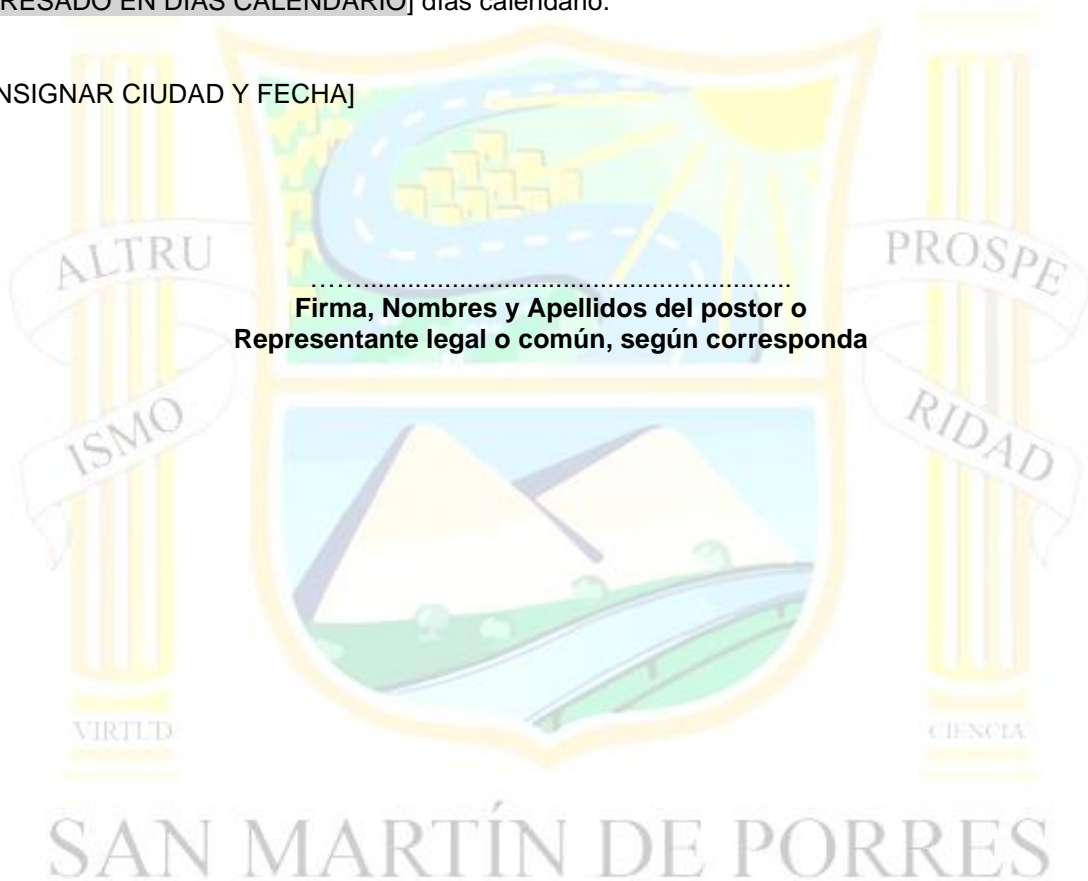 RESADO EN DÍAS CALENDARIO] días calendario.
NSIGNAR CIUDAD Y FECHA]
ALTRU
PROSPE
…….........................................................
Firma, Nombres y Apellidos del postor o
Representante legal o común, según corresponda
ISMO
RIDAD
VIRTUD
CIENCIA
SAN MARTÍN DE PORRES